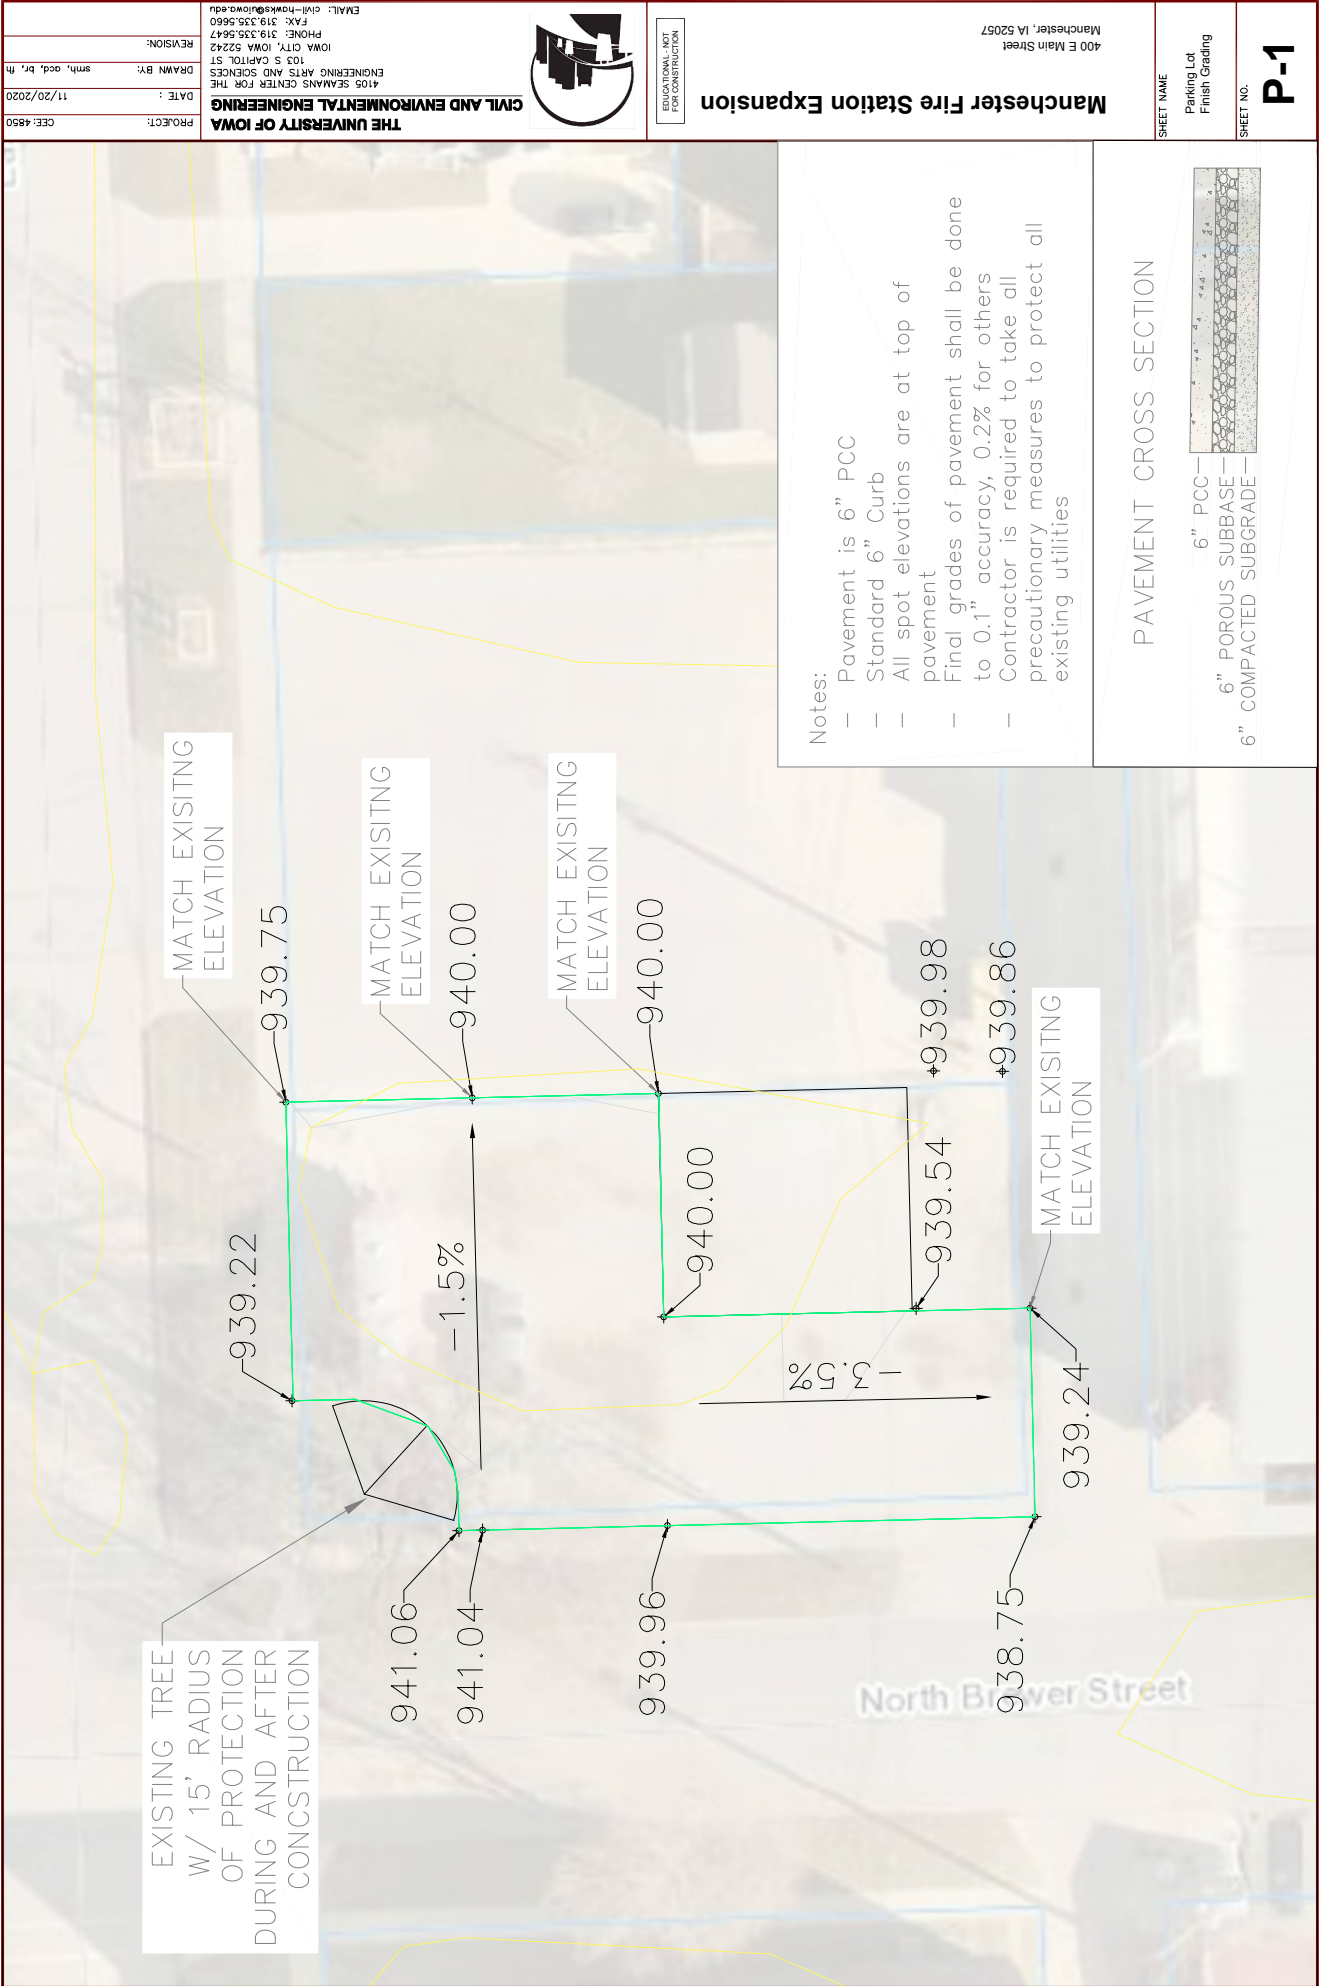 EXISTING TREE
W/ 15' RADIUS
OF PROTECTION
DURING AND AFTER
CONCSTRUCTION
MATCH EXISITNG
ELEVATION
939.75
939.22
MATCH EXISITNG
ELEVATION
940.00
-1.5%
941.06
941.04
MATCH EXISITNG
ELEVATION
940.00
940.00
939.96
-3.5%
939.98
939.54
939.86
MATCH EXISITNG
ELEVATION
939.24
938.75
North Brewer Street
Notes:
- Pavement is 6" PCC
- Standard 6" Curb
- All spot elevations are at top of
pavement
- Final grades of pavement shall be done
to 0.1" accuracy, 0.2% for others
- Contractor is required to take all
precautionary measures to protect all
existing utilities
PAVEMENT CROSS SECTION
6" PCC
6" POROUS SUBBASE
6" COMPACTED SUBGRADE
PROJECT: CEE:4850
DATE : 11/20/2020
DRAWN BY: smh, acd, br, fh
REVISION:
THE UNIVERSITY OF IOWA
CIVIL AND ENVIRONMENTAL ENGINEERING
4105 SEAMANS CENTER FOR THE
ENGINEERING ARTS AND SCIENCES
103 S CAPITOL ST
IOWA CITY, IOWA 52242
PHONE: 319.335.5647
FAX: 319.335.5660
EMAIL: civil-hawks@uiowa.edu
EDUCATIONAL - NOT
FOR CONSTRUCTION
Manchester Fire Station Expansion
400 E Main Street
Manchester, IA 52057
SHEET NAME
Parking Lot
Finish Grading
SHEET NO.
P-1